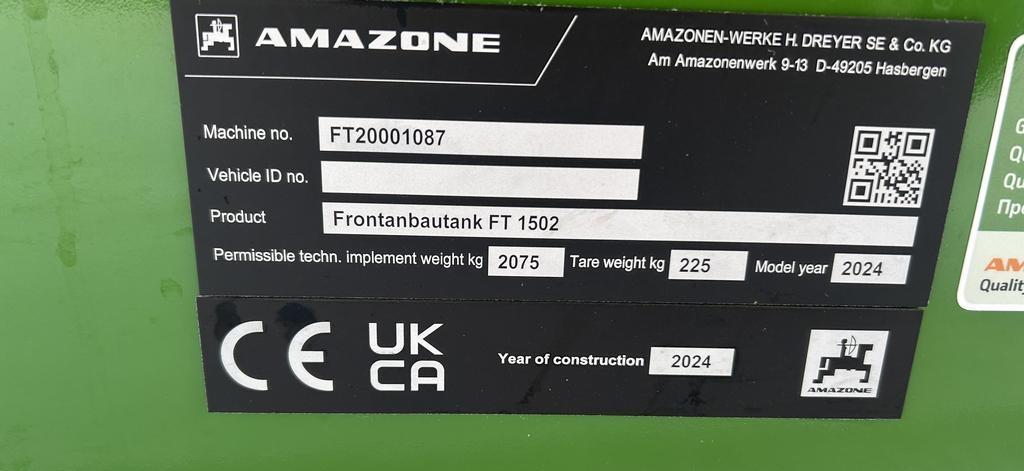 AMAZONE
AMAZONEN-WERKE H. DREYER SE & Co. KG
Am Amazonenwerk 9-13 D-49205 Hasbergen
Machine no. FT20001087
Vehicle ID no.
Product Frontanbautank FT 1502
Permissible techn. implement weight kg 2075 Tare weight kg 225 Model year 2024
CE UK CA
Year of construction 2024
AMAZONE